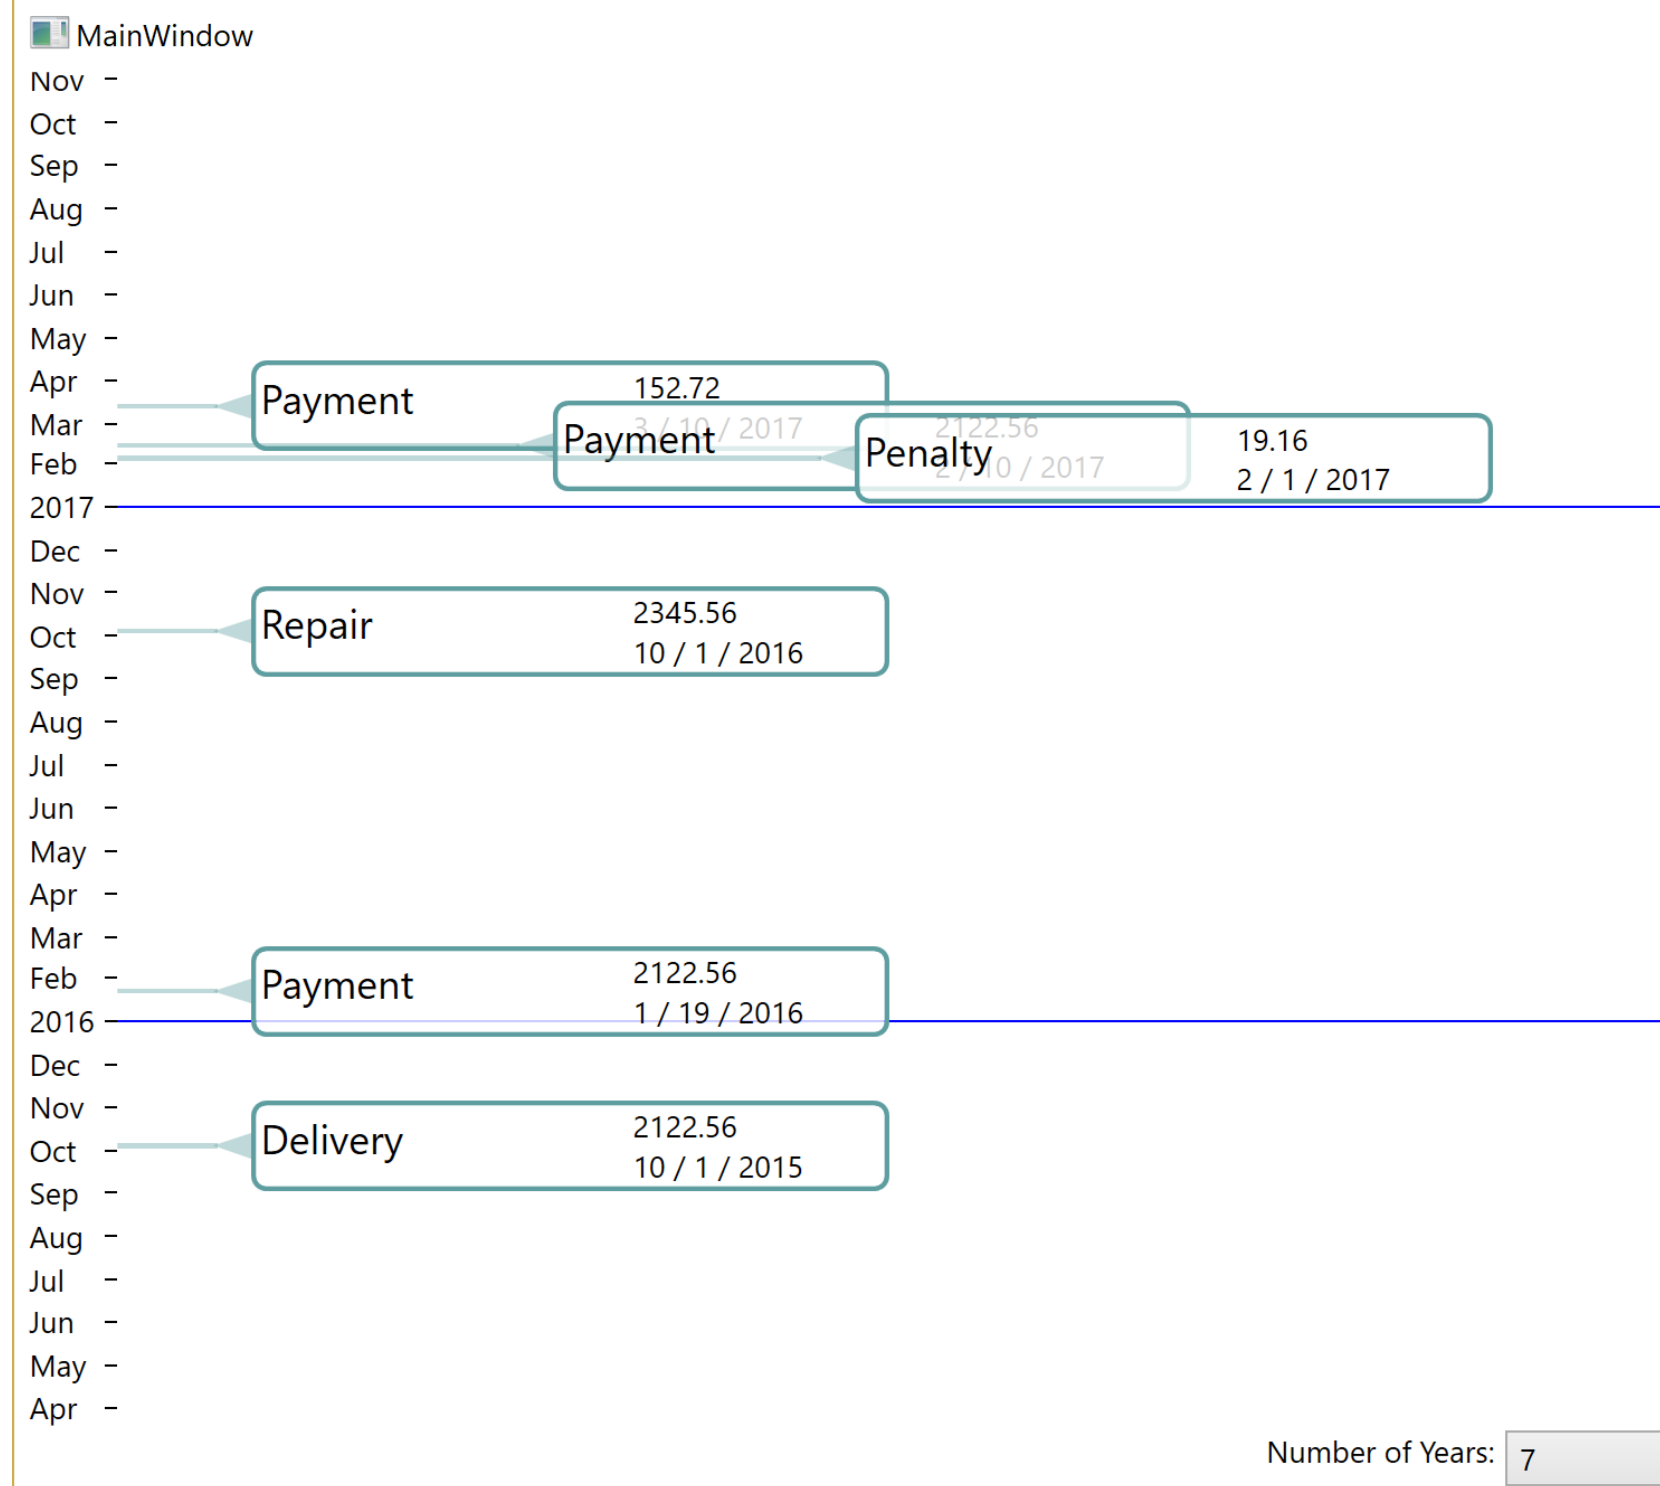 MainWindow
Nov
Oct
Sep
Aug
Jul
Jun
May
Apr
Payment 152.72
3 / 10 / 2017
Mar
Payment 2122.56
2 / 10 / 2017
Feb
Penalty 19.16
2 / 1 / 2017
2017
Dec
Nov
Repair 2345.56
10 / 1 / 2016
Oct
Sep
Aug
Jul
Jun
May
Apr
Mar
Feb
Payment 2122.56
1 / 19 / 2016
2016
Dec
Nov
Delivery 2122.56
10 / 1 / 2015
Oct
Sep
Aug
Jul
Jun
May
Apr
Number of Years: 7